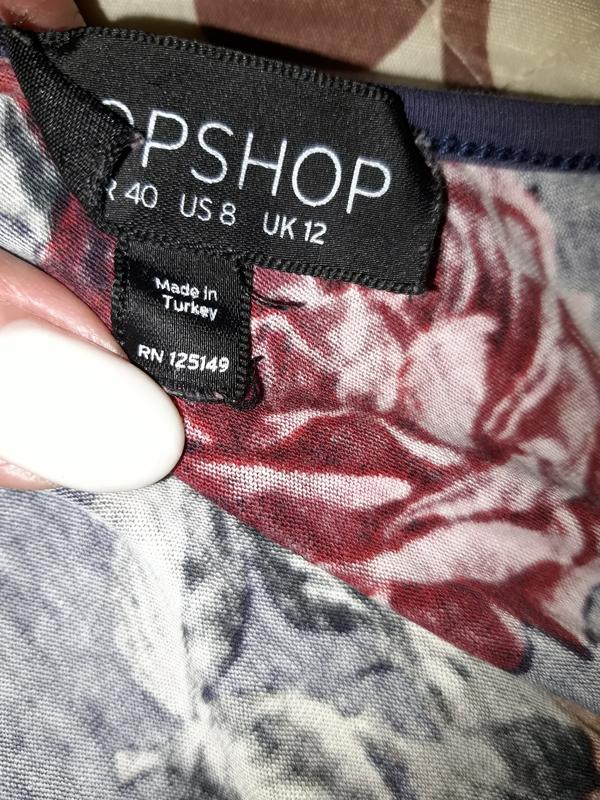 OPSHOP
R 40 US 8 UK 12
Made in
Turkey
RN 125149